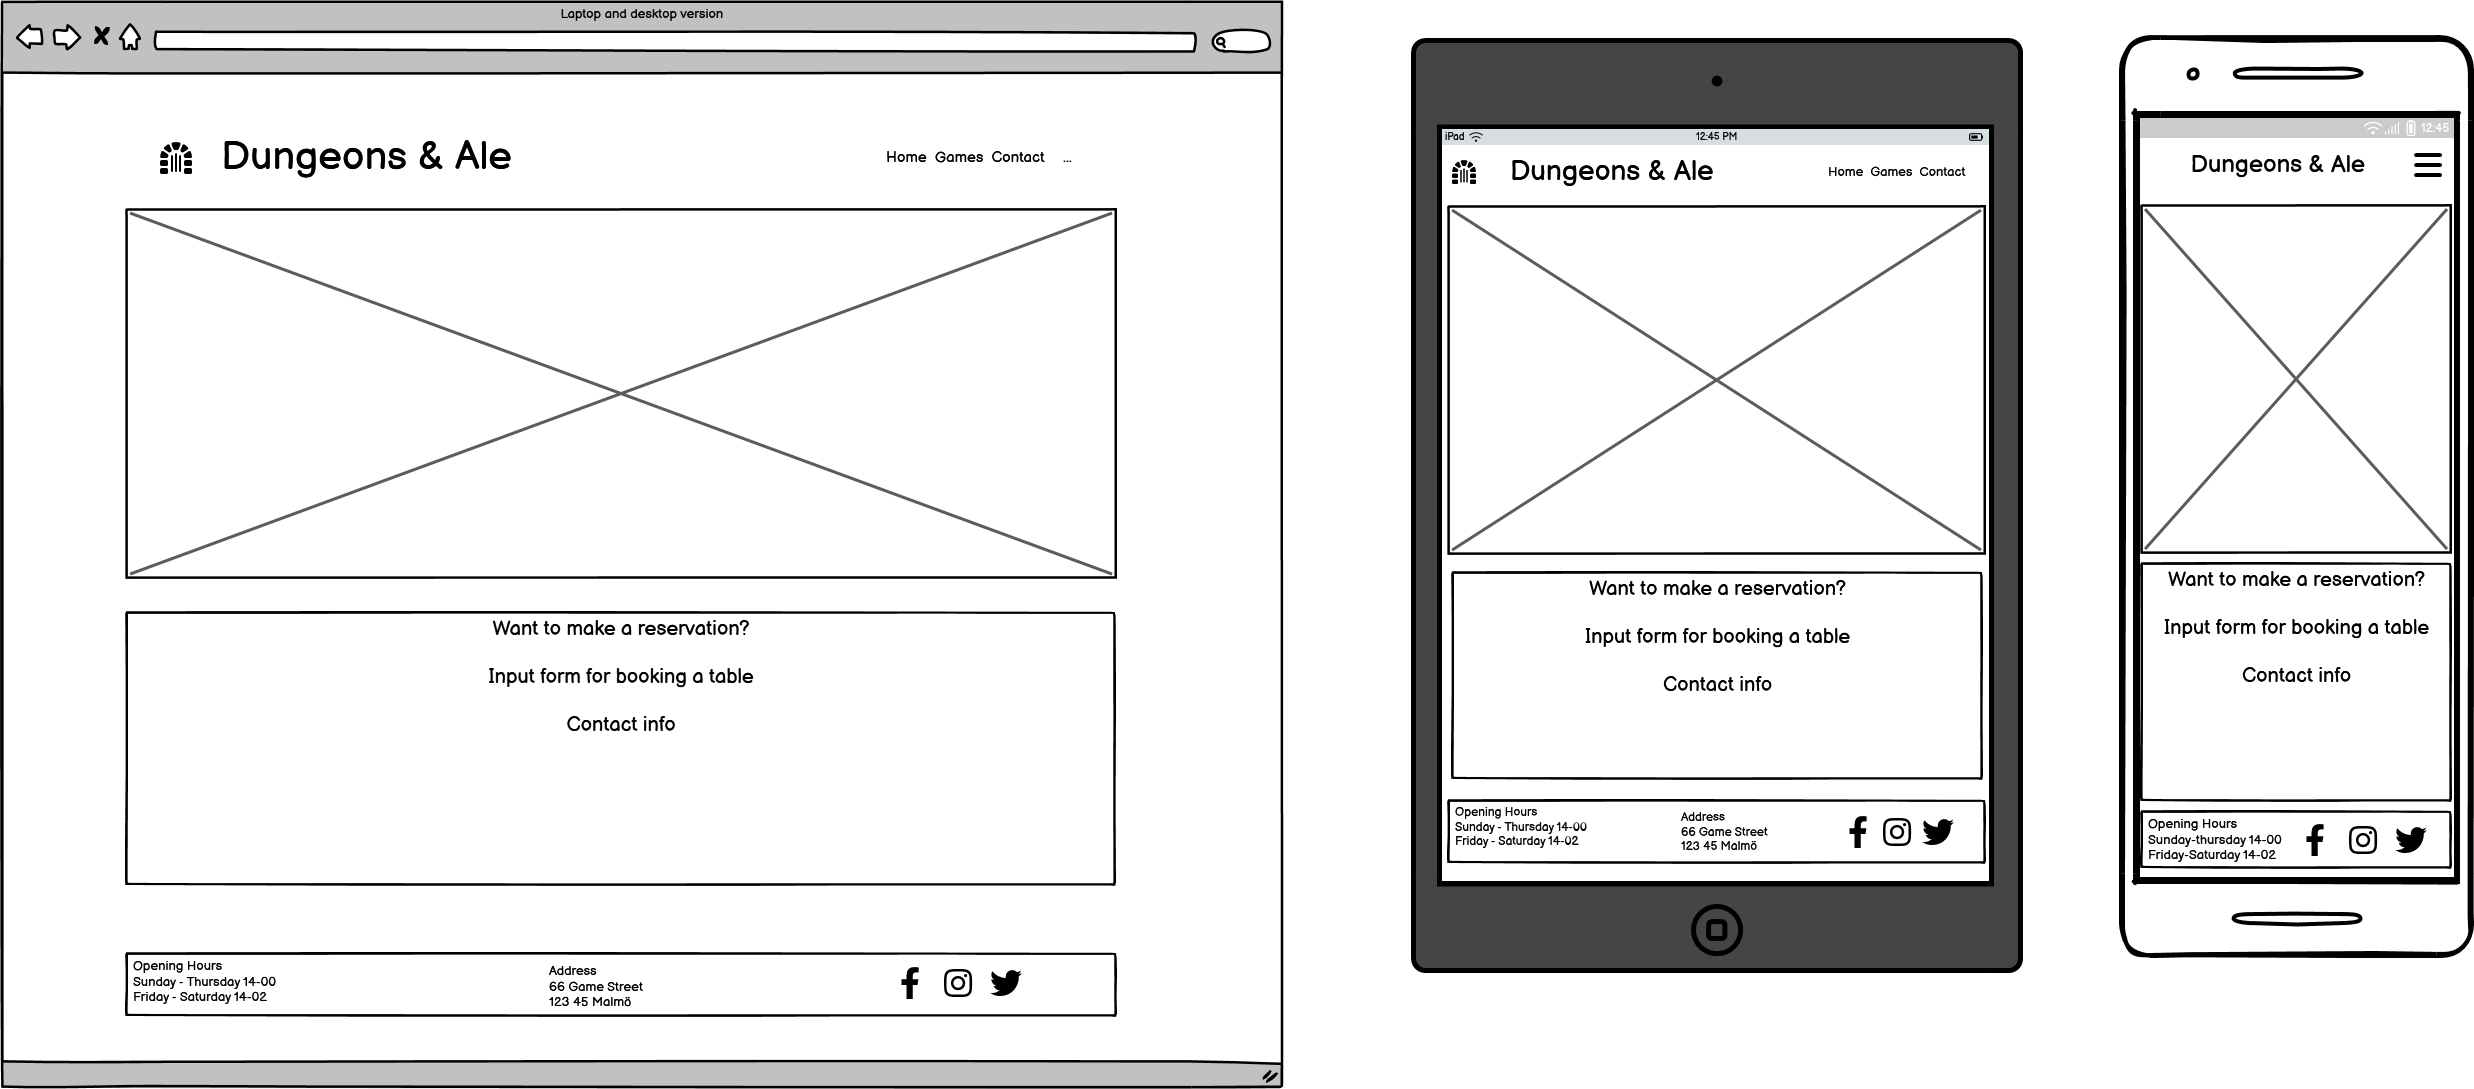 Laptop and desktop version
Dungeons & Ale
Home Games Contact ...
Want to make a reservation?
Input form for booking a table
Contact info
Opening Hours
Sunday - Thursday 14-00
Friday - Saturday 14-02
Address
66 Game Street
123 45 Malmö
iPad
12:45 PM
Dungeons & Ale
Home Games Contact
Want to make a reservation?
Input form for booking a table
Contact info
Opening Hours
Sunday - Thursday 14-00
Friday - Saturday 14-02
Address
66 Game Street
123 45 Malmö
12:45
Dungeons & Ale
Want to make a reservation?
Input form for booking a table
Contact info
Opening Hours
Sunday-thursday 14-00
Friday-Saturday 14-02